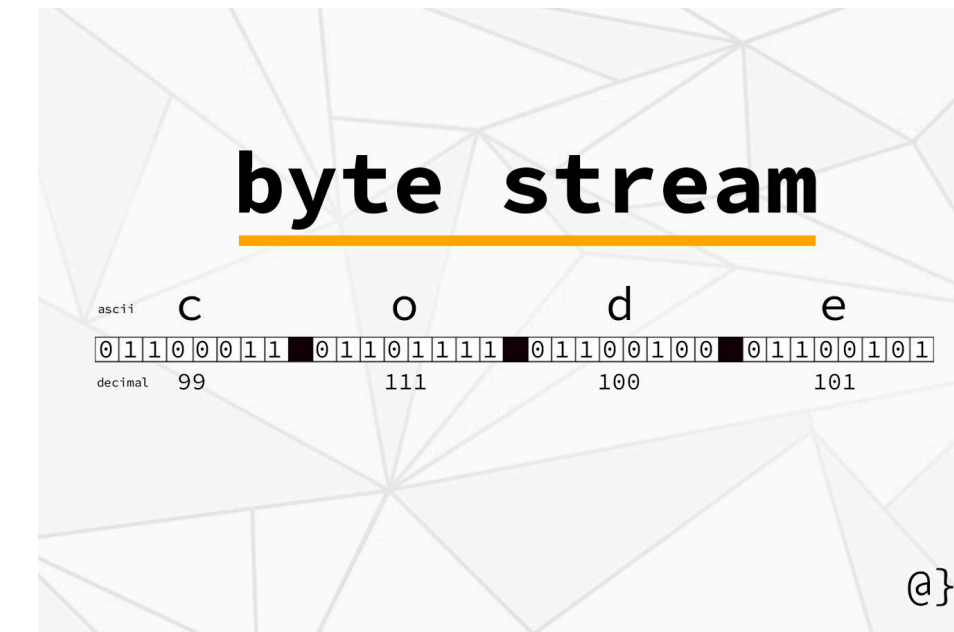 byte stream
ascii c o d e
01100011 01101111 01100100 01100101
decimal 99 111 100 101
@}